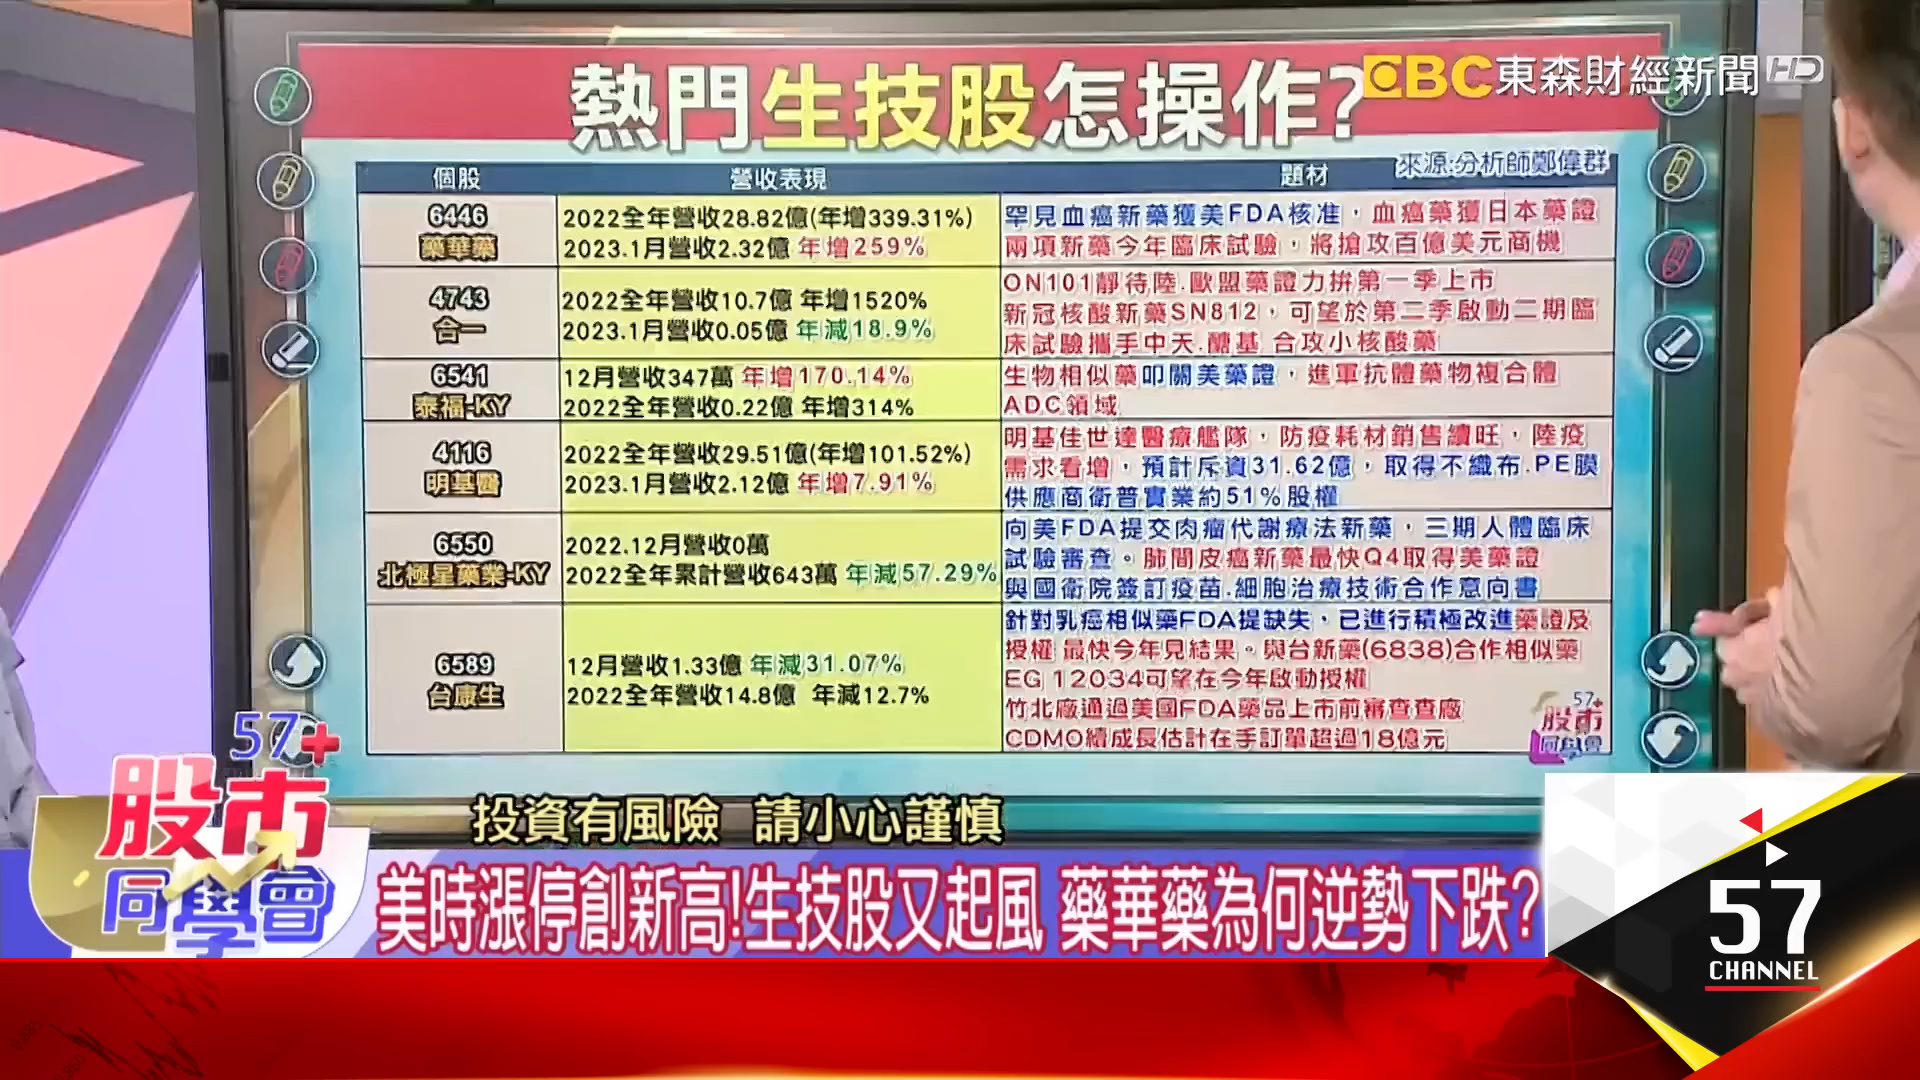 熱門生技股怎操作?
EBC東森財經新聞HD
來源:分析師鄭偉群
個股 營收表現 題材
6446
藥華藥
2022全年營收28.82億(年增339.31%)
2023.1月營收2.32億 年增259%
罕見血癌新藥獲美FDA核准，血癌藥獲日本藥證
兩項新藥今年臨床試驗，將搶攻百億美元商機
4743
合一
2022全年營收10.7億 年增1520%
2023.1月營收0.05億 年減18.9%
ON101靜待陸.歐盟藥證力拚第一季上市
新冠核酸新藥SN812，可望於第二季啟動二期臨
床試驗攜手中天.醣基 合攻小核酸藥
6541
泰福-KY
12月營收347萬 年增170.14%
2022全年營收0.22億 年增314%
生物相似藥叩關美藥證，進軍抗體藥物複合體
ADC領域
4116
明基醫
2022全年營收29.51億(年增101.52%)
2023.1月營收2.12億 年增7.91%
明基佳世達醫療艦隊，防疫耗材銷售續旺，陸疫
需求看增，預計斥資31.62億，取得不織布.PE膜
供應商衛普實業約51%股權
6550
北極星藥業-KY
2022.12月營收0萬
2022全年累計營收643萬 年減57.29%
向美FDA提交肉瘤代謝療法新藥，三期人體臨床
試驗審查。肺間皮癌新藥最快Q4取得美藥證
與國衛院簽訂疫苗.細胞治療技術合作意向書
6589
台康生
12月營收1.33億 年減31.07%
2022全年營收14.8億 年減12.7%
針對乳癌相似藥FDA提缺失，已進行積極改進藥證及
授權 最快今年見結果。與台新藥(6838)合作相似藥
EG 12034可望在今年啟動授權
竹北廠通過美國FDA藥品上市前審查查廠
CDMO續成長估計在手訂單超過18億元
57+
股市
同學會
57+
股市
同學會
投資有風險 請小心謹慎
美時漲停創新高!生技股又起風 藥華藥為何逆勢下跌?
57
CHANNEL